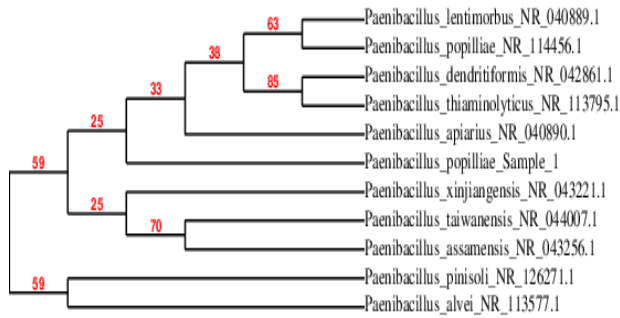 63
Paenibacillus_lentimorbus_NR_040889.1
38
Paenibacillus_popilliae_NR_114456.1
85
Paenibacillus_dendritiformis_NR_042861.1
33
Paenibacillus_thiaminolyticus_NR_113795.1
25
Paenibacillus_apiarius_NR_040890.1
59
Paenibacillus_popilliae_Sample_1
25
Paenibacillus_xinjiangensis_NR_043221.1
70
Paenibacillus_taiwanensis_NR_044007.1
Paenibacillus_assamensis_NR_043256.1
59
Paenibacillus_pinisoli_NR_126271.1
Paenibacillus_alvei_NR_113577.1